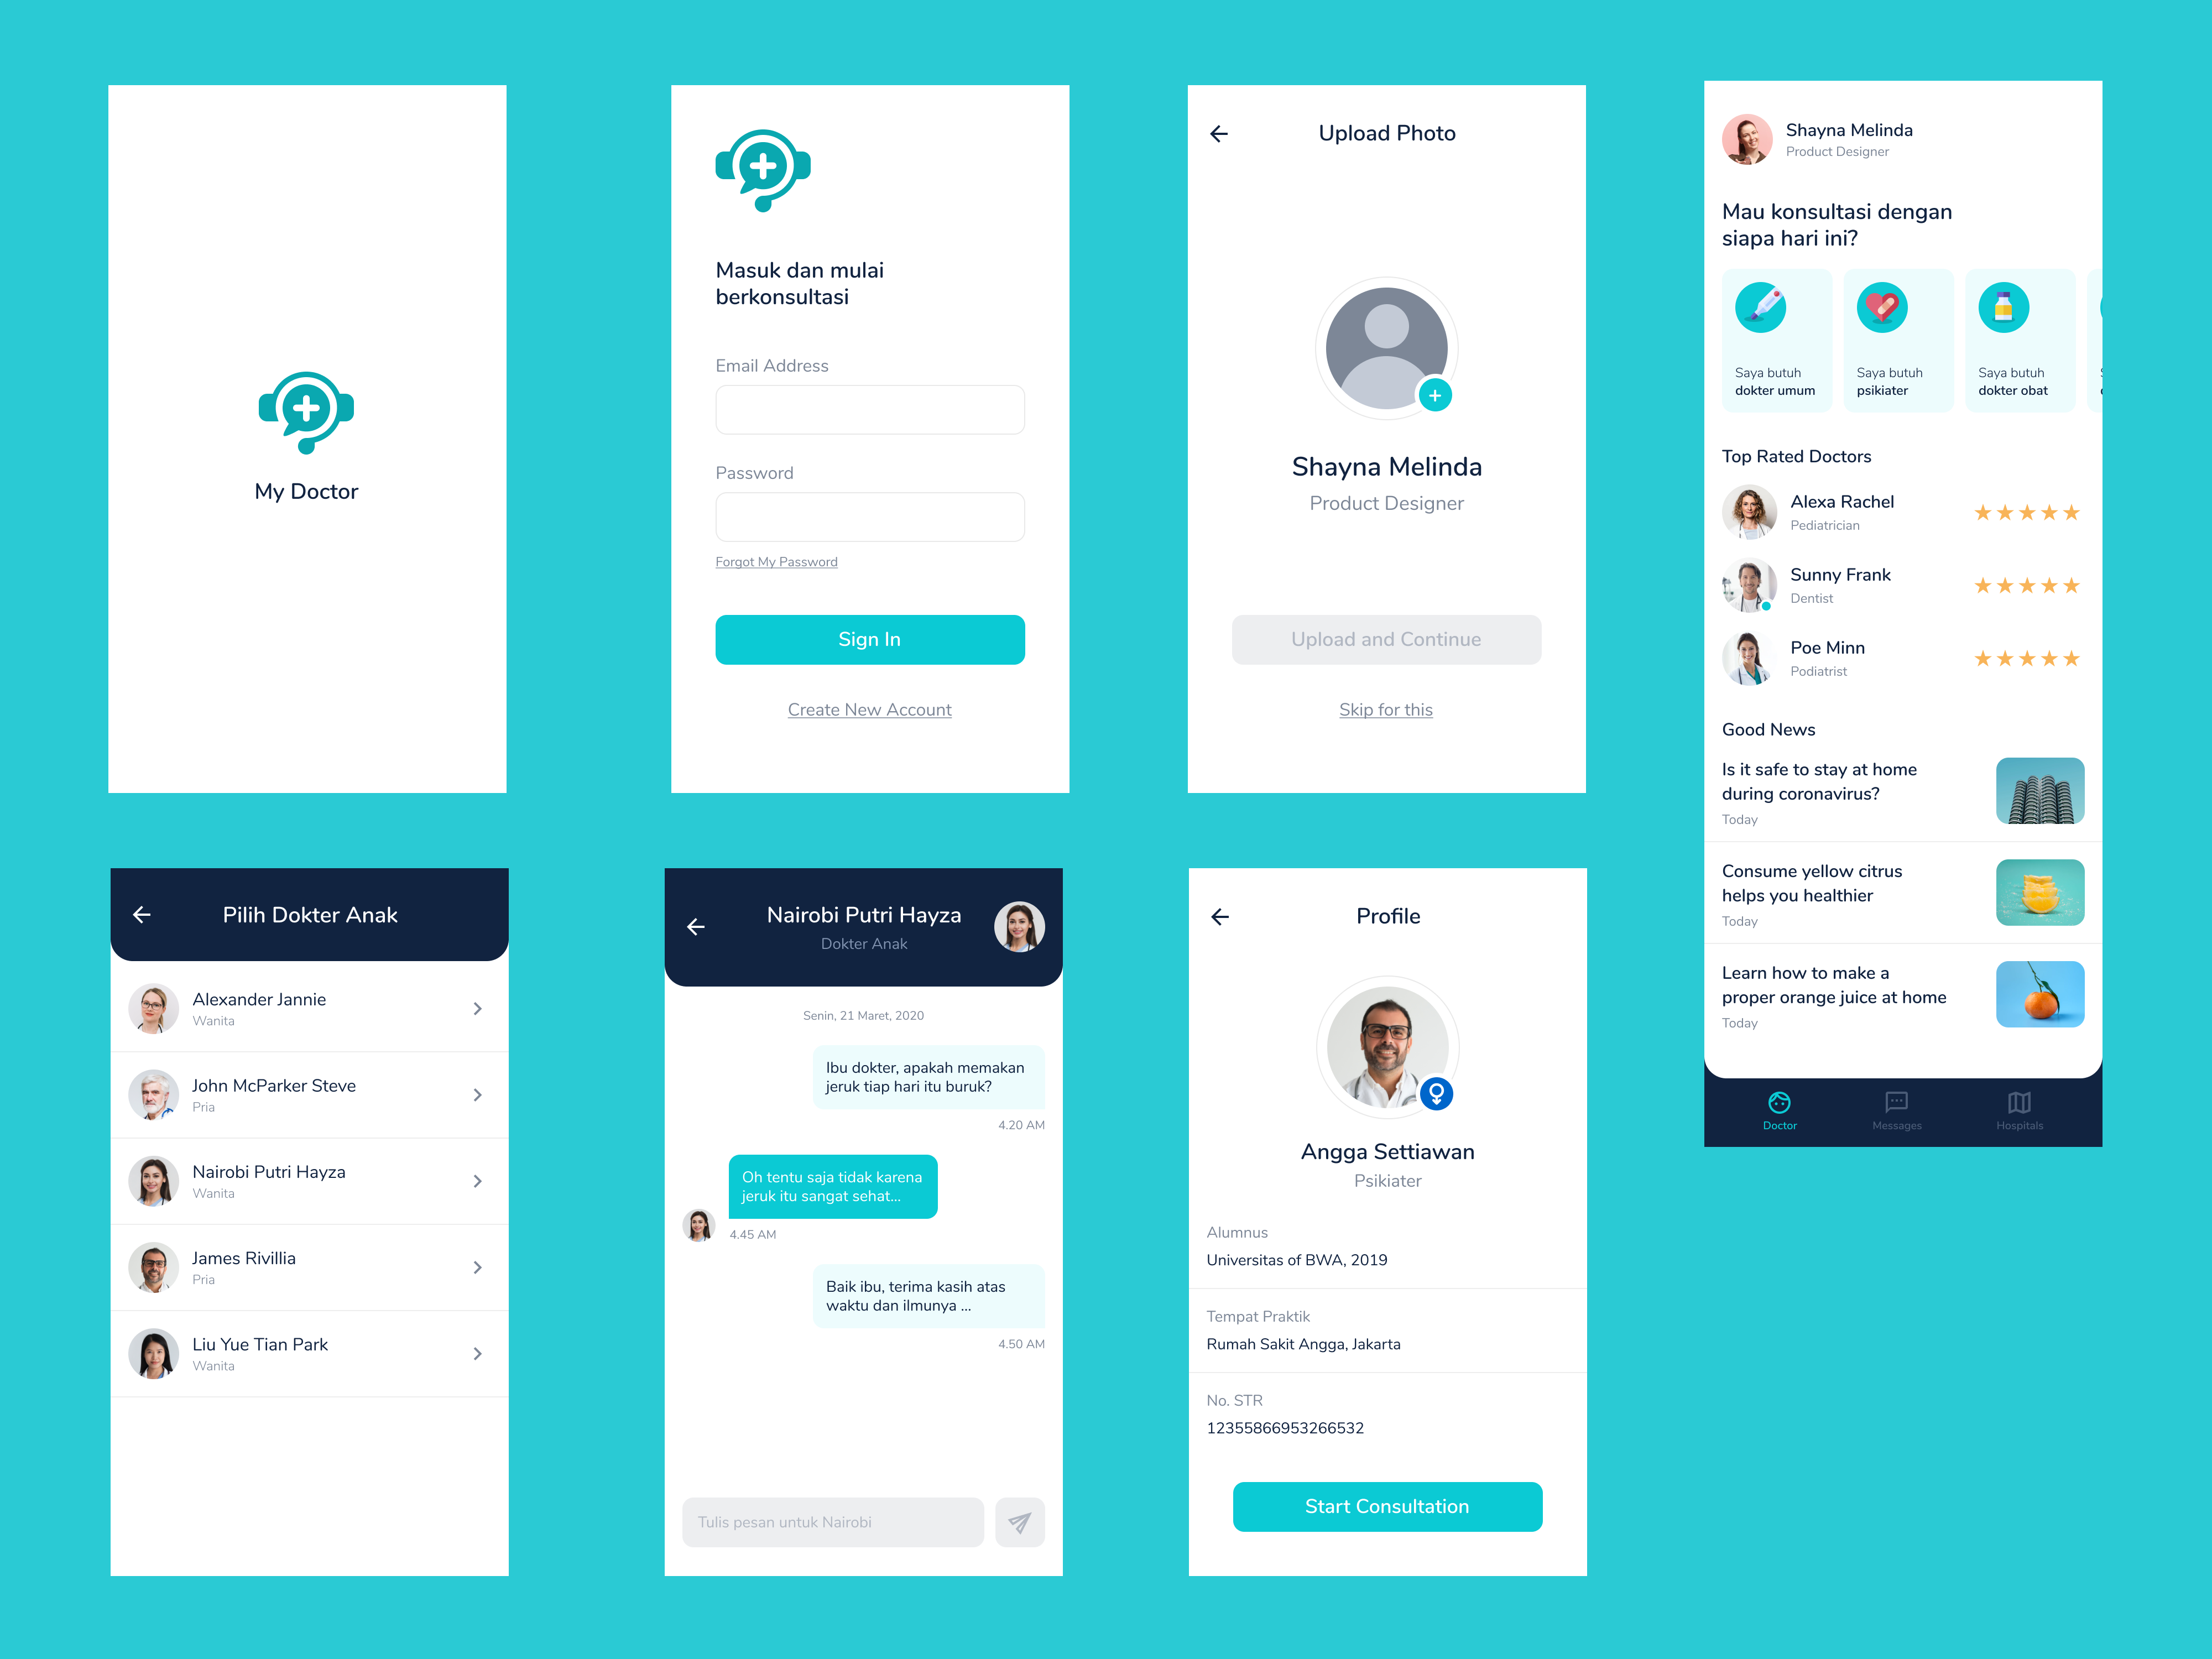 My Doctor
Masuk dan mulai
berkonsultasi
Email Address
Password
Forgot My Password
Sign In
Create New Account
Upload Photo
Shayna Melinda
Product Designer
Upload and Continue
Skip for this
Shayna Melinda
Product Designer
Mau konsultasi dengan
siapa hari ini?
Saya butuh
dokter umum
Saya butuh
psikiater
Saya butuh
dokter obat
Top Rated Doctors
Alexa Rachel
Pediatrician
Sunny Frank
Dentist
Poe Minn
Podiatrist
Good News
Is it safe to stay at home
during coronavirus?
Today
Consume yellow citrus
helps you healthier
Today
Learn how to make a
proper orange juice at home
Today
Doctor
Messages
Hospitals
Pilih Dokter Anak
Alexander Jannie
Wanita
John McParker Steve
Pria
Nairobi Putri Hayza
Wanita
James Rivillia
Pria
Liu Yue Tian Park
Wanita
Nairobi Putri Hayza
Dokter Anak
Senin, 21 Maret, 2020
Ibu dokter, apakah memakan
jeruk tiap hari itu buruk?
4.20 AM
Oh tentu saja tidak karena
jeruk itu sangat sehat...
4.45 AM
Baik ibu, terima kasih atas
waktu dan ilmunya ...
4.50 AM
Tulis pesan untuk Nairobi
Profile
Angga Settiawan
Psikiater
Alumnus
Universitas of BWA, 2019
Tempat Praktik
Rumah Sakit Angga, Jakarta
No. STR
12355866953266532
Start Consultation